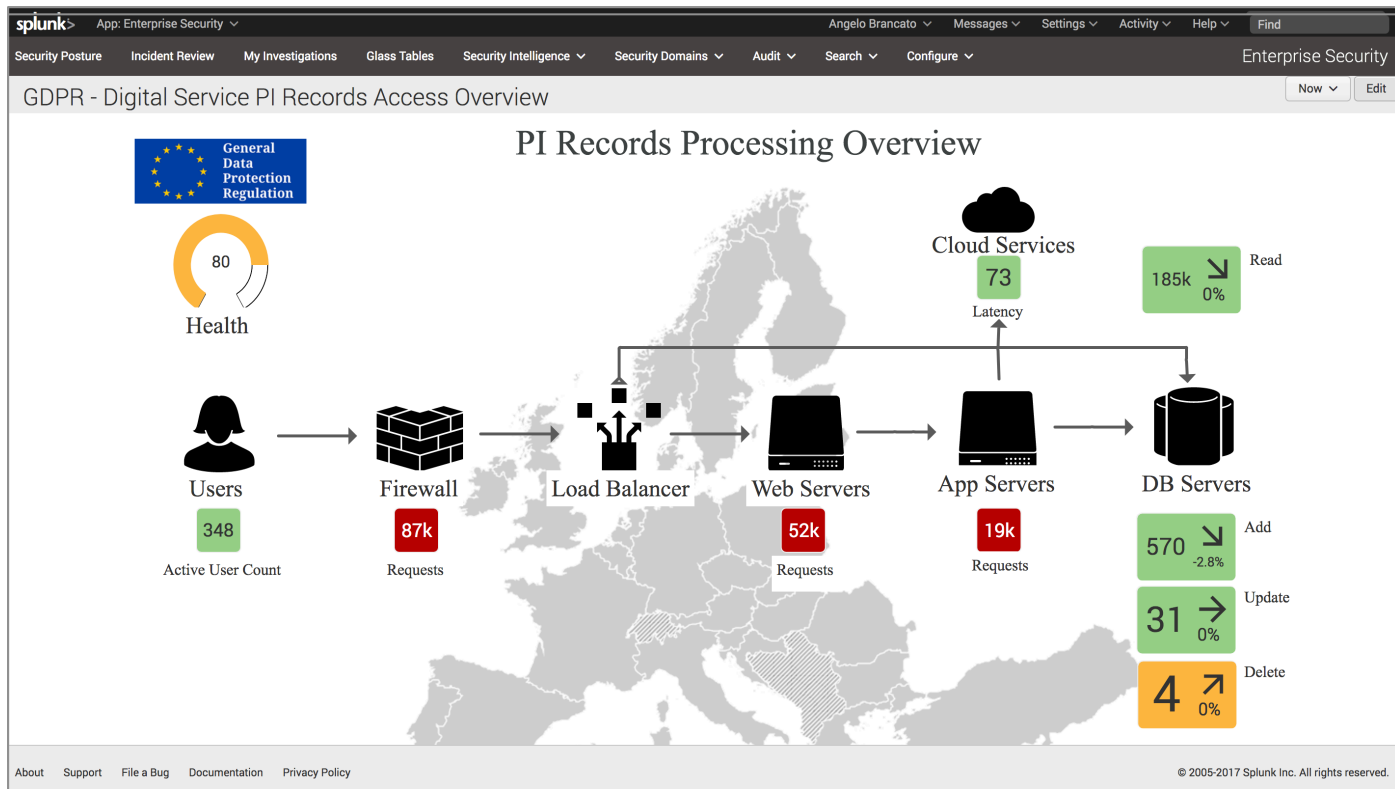 splunk> App: Enterprise Security Angelo Brancato Messages Settings Activity Help Find
Security Posture Incident Review My Investigations Glass Tables Security Intelligence Security Domains Audit Search Configure Enterprise Security
GDPR - Digital Service PI Records Access Overview Now Edit
PI Records Processing Overview
General
Data
Protection
Regulation
80
Health
Cloud Services
73
Latency
185k 0% Read
Users Firewall Load Balancer Web Servers App Servers DB Servers
348 87k 52k 19k
Active User Count Requests Requests Requests
570 -2.8% Add
31 0% Update
4 0% Delete
About Support File a Bug Documentation Privacy Policy © 2005-2017 Splunk Inc. All rights reserved.